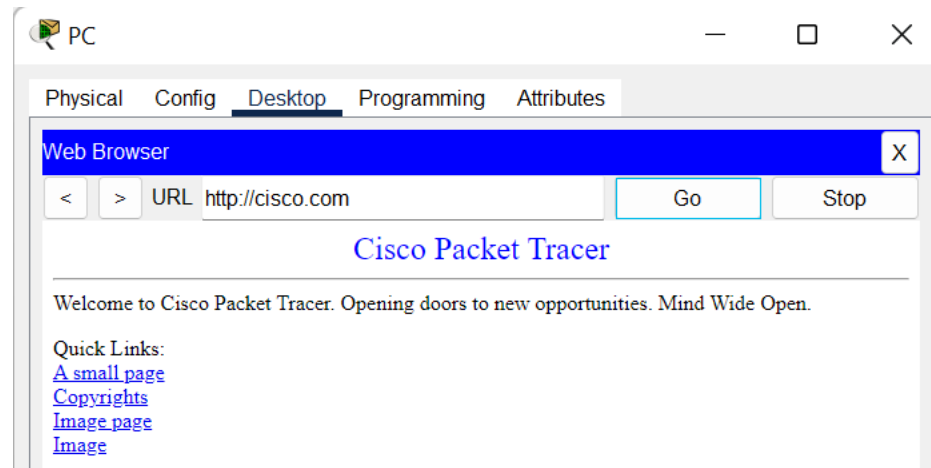 PC
Physical Config Desktop Programming Attributes
Web Browser X
< > URL http://cisco.com Go Stop
Cisco Packet Tracer
Welcome to Cisco Packet Tracer. Opening doors to new opportunities. Mind Wide Open.
Quick Links:
A small page
Copyrights
Image page
Image